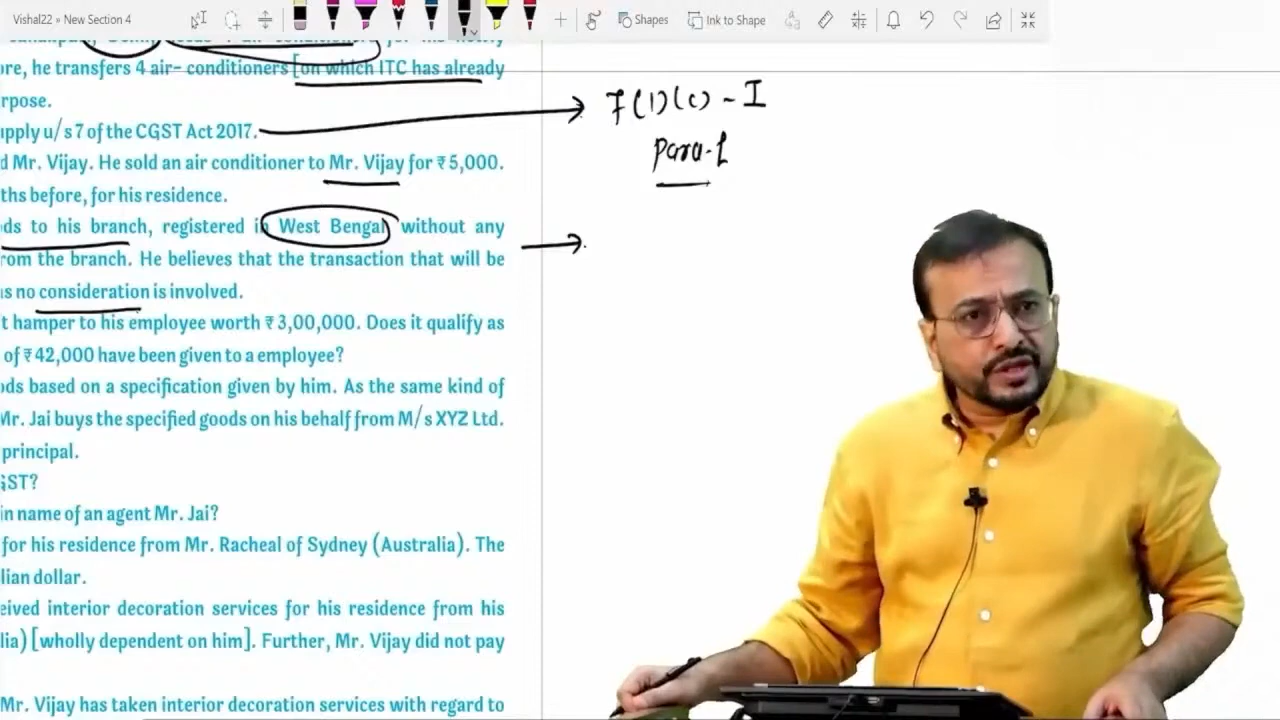 Vishal22 » New Section 4
Shapes
Ink to Shape
re, he transfers 4 air- conditioners [on which ITC has already
rpose.
upply u/s 7 of the CGST Act 2017.
d Mr. Vijay. He sold an air conditioner to Mr. Vijay for ₹5,000.
ths before, for his residence.
ds to his branch, registered in West Bengal without any
rom the branch. He believes that the transaction that will be
s no consideration is involved.
t hamper to his employee worth ₹3,00,000. Does it qualify as
of ₹42,000 have been given to a employee?
ds based on a specification given by him. As the same kind of
Mr. Jai buys the specified goods on his behalf from M/s XYZ Ltd.
principal.
GST?
in name of an agent Mr. Jai?
for his residence from Mr. Racheal of Sydney (Australia). The
lian dollar.
eived interior decoration services for his residence from his
lia) [wholly dependent on him]. Further, Mr. Vijay did not pay
Mr. Vijay has taken interior decoration services with regard to
7(1)(c) - I
para-1